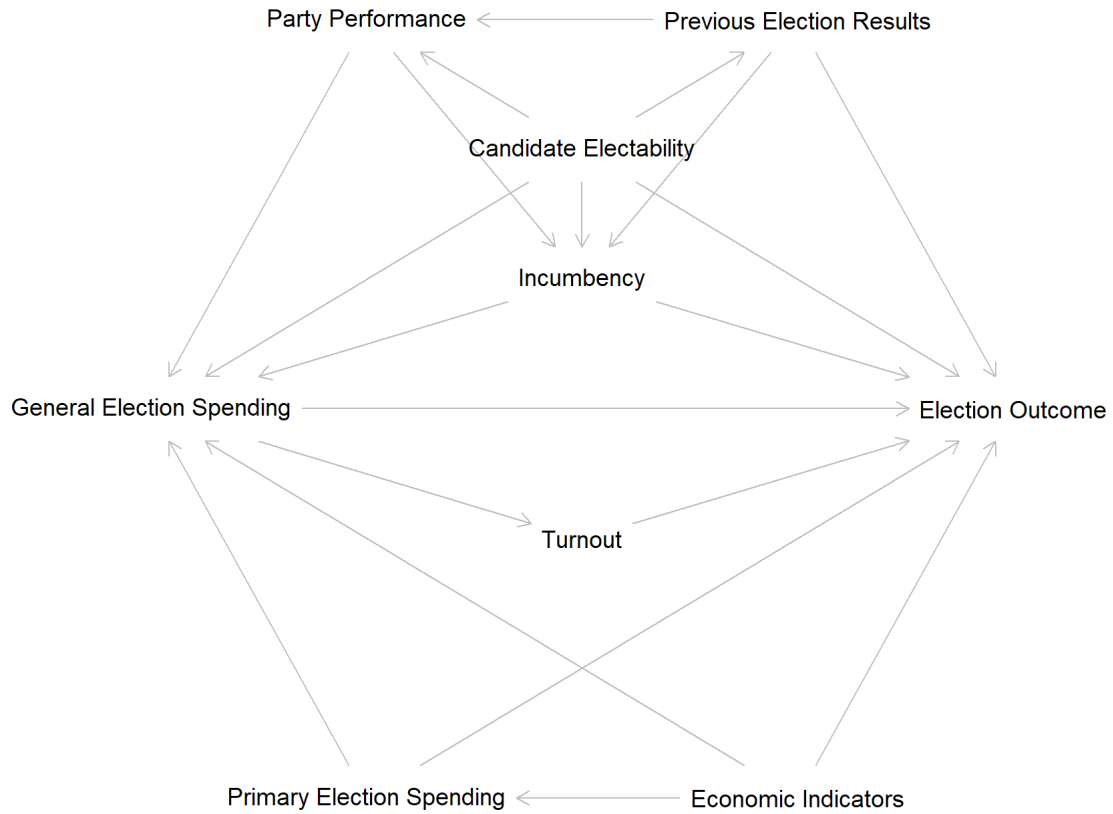 Party Performance
Previous Election Results
Candidate Electability
Incumbency
General Election Spending
Election Outcome
Turnout
Primary Election Spending
Economic Indicators